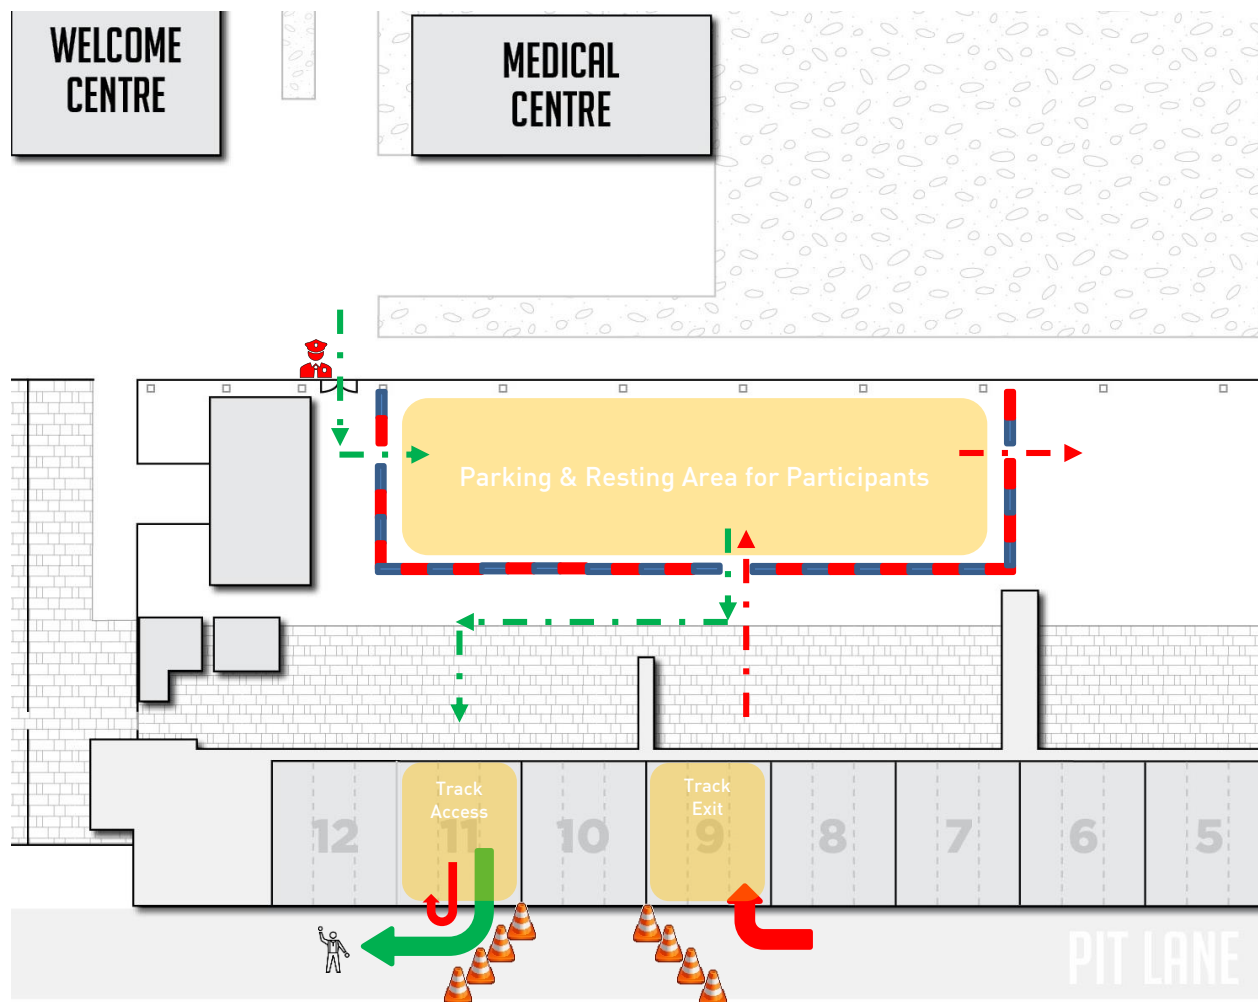 WELCOME
CENTRE
MEDICAL
CENTRE
Parking & Resting Area for Participants
Track
Access
Track
Exit
12
11
10
9
8
7
6
5
PIT LANE